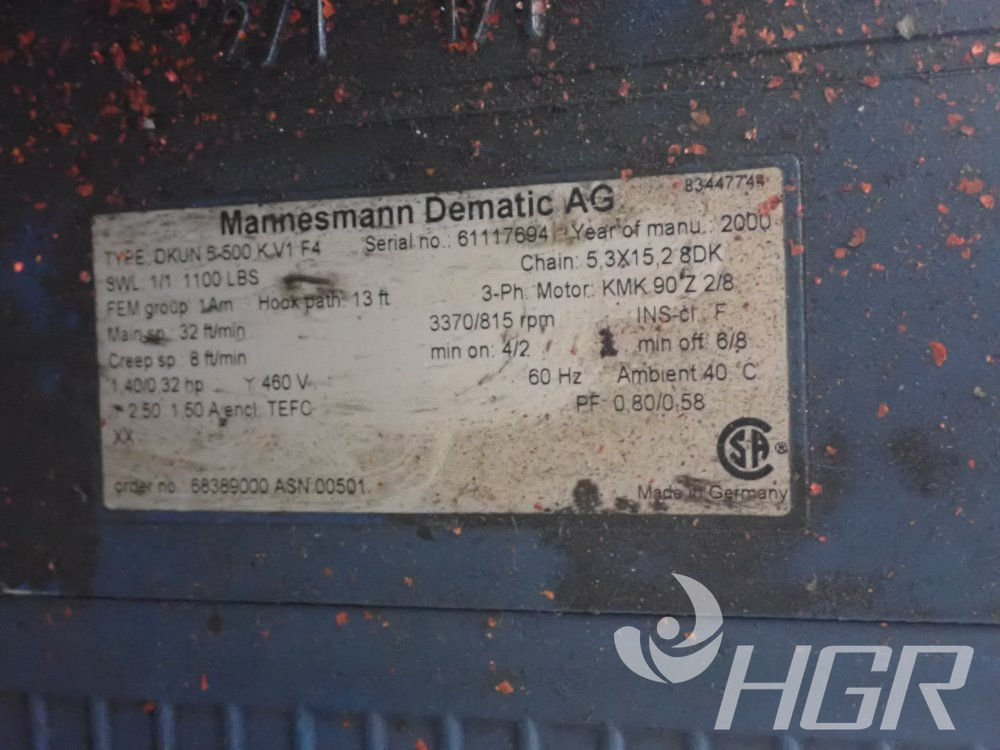 2/1 1/1
83447744
Mannesmann Dematic AG
TYPE: DKUN 5-500 K V1 F4 Serial no.: 61117694 Year of manu.: 2000
SWL: 1/1 1100 LBS Chain: 5,3X15,2 8DK
FEM group 1Am Hook path: 13 ft 3-Ph. Motor: KMK 90 Z 2/8
Main sp.: 32 ft/min 3370/815 rpm INS-cl. F
Creep sp. 8 ft/min min on: 4/2 min off: 6/8
1,40/0,32 hp Y 460 V 60 Hz Ambient 40 °C
2.50 1,50 A encl. TEFC PF 0,80/0,58
XX
SA ®
order no.: 68389000 ASN 00501 Made in Germany
HGR